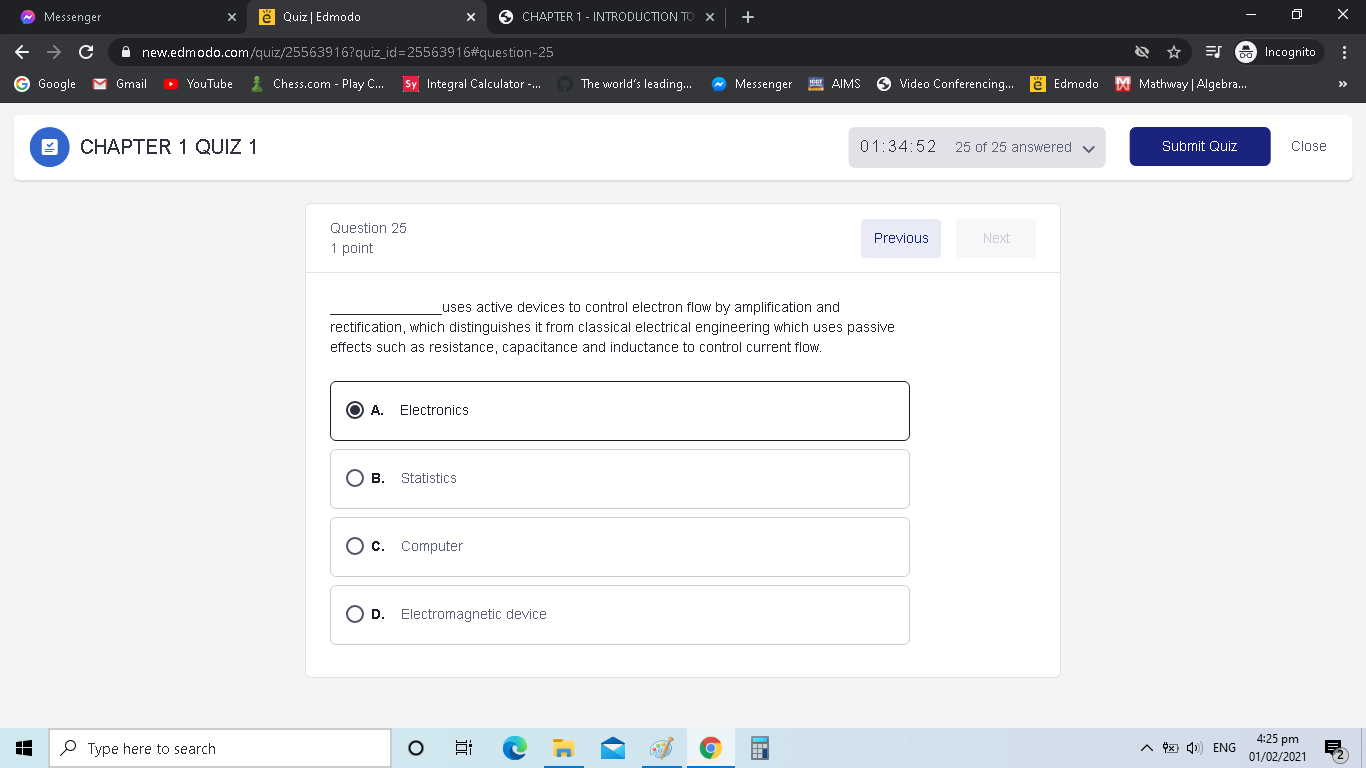 Messenger
Quiz | Edmodo
CHAPTER 1 - INTRODUCTION TO
new.edmodo.com/quiz/25563916?quiz_id=25563916#question-25
Incognito
Google
Gmail
YouTube
Chess.com - Play C...
Sy
Integral Calculator -...
The world's leading...
Messenger
AIMS
Video Conferencing...
Edmodo
Mathway | Algebra...
CHAPTER 1 QUIZ 1
01:34:52 25 of 25 answered
Submit Quiz
Close
Question 25
1 point
Previous
Next
______________uses active devices to control electron flow by amplification and
rectification, which distinguishes it from classical electrical engineering which uses passive
effects such as resistance, capacitance and inductance to control current flow.
A. Electronics
B. Statistics
C. Computer
D. Electromagnetic device
Type here to search
ENG
4:25 pm
01/02/2021
2